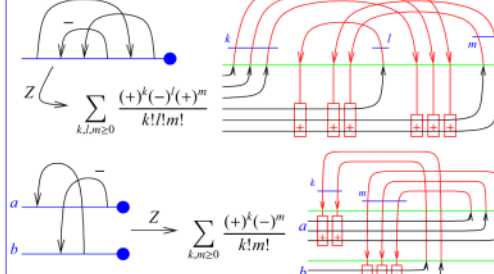 −
k l m
Z ∑ (+)^k(−)^l(+)^m / k!l!m!
k,l,m≥0
+ + + + + +
−
a Z ∑ (+)^k(−)^m / k!m!
k,m≥0
b
k m
a
+ +
b